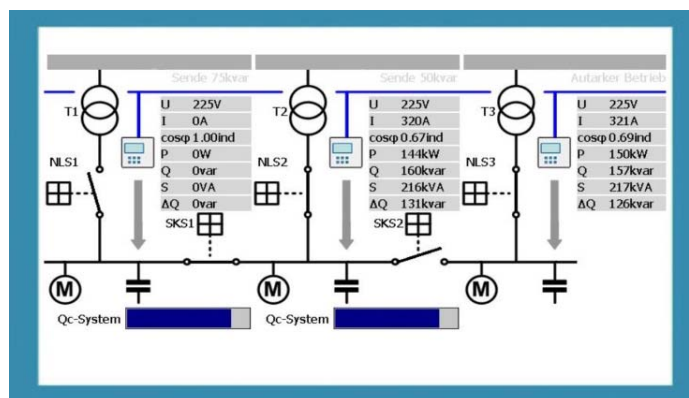 Sende 75kvar
Sende 50kvar
Autarker Betrieb
T1
U 225V
I 0A
cosφ 1.00ind
P 0W
Q 0var
S 0VA
ΔQ 0var
T2
U 225V
I 320A
cosφ 0.67ind
P 144kW
Q 160kvar
S 216kVA
ΔQ 131kvar
T3
U 225V
I 321A
cosφ 0.69ind
P 150kW
Q 157kvar
S 217kVA
ΔQ 126kvar
NLS1
NLS2
NLS3
SKS1
SKS2
M
M
M
Qc-System
Qc-System